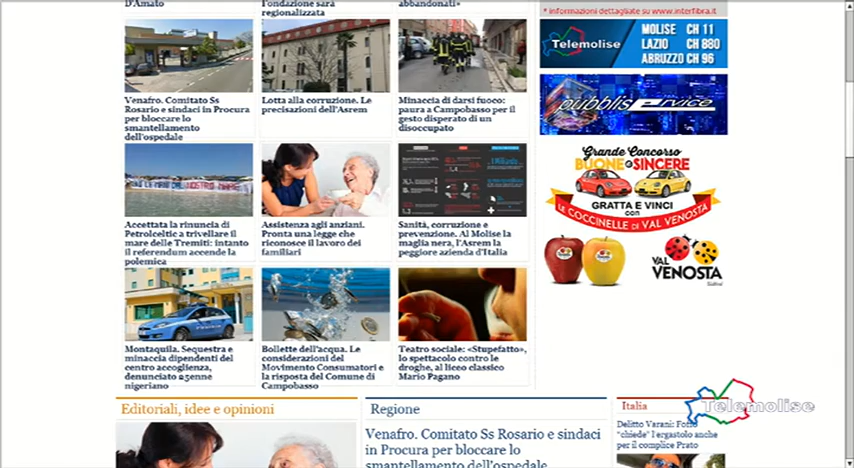 D'Amato
Fondazione sarà
regionalizzata
abbandonati»
Venafro. Comitato Ss
Rosario e sindaci in Procura
per bloccare lo
smantellamento
dell'ospedale
Lotta alla corruzione. Le
precisazioni dell'Asrem
Minaccia di darsi fuoco:
paura a Campobasso per il
gesto disperato di un
disoccupato
Accettata la rinuncia di
Petrolceltic a trivellare il
mare delle Tremiti: intanto
il referendum accende la
polemica
Assistenza agli anziani.
Pronta una legge che
riconosce il lavoro dei
familiari
Sanità, corruzione e
prevenzione. Al Molise la
maglia nera, l'Asrem la
peggiore azienda d'Italia
Montaquila. Sequestra e
minaccia dipendenti del
centro accoglienza,
denunciato 25enne
nigeriano
Bollette dell'acqua. Le
considerazioni del
Movimento Consumatori e
la risposta del Comune di
Campobasso
Teatro sociale: «Stupefatto»,
lo spettacolo contro le
droghe, al liceo classico
Mario Pagano
* Informazioni dettagliate su www.interfibra.it
Telemolise
MOLISE CH 11
LAZIO CH 880
ABRUZZO CH 96
pubbliservice
Grande Concorso
BUONE e SINCERE
GRATTA E VINCI
con
LE COCCINELLE DI VAL VENOSTA
VAL
VENOSTA
Südtirol
Editoriali, idee e opinioni
Regione
Venafro. Comitato Ss Rosario e sindaci
in Procura per bloccare lo
smantellamento dell'ospedale
Italia
Telemolise
Delitto Varani: Foffo
"chiede" l'ergastolo anche
per il complice Prato